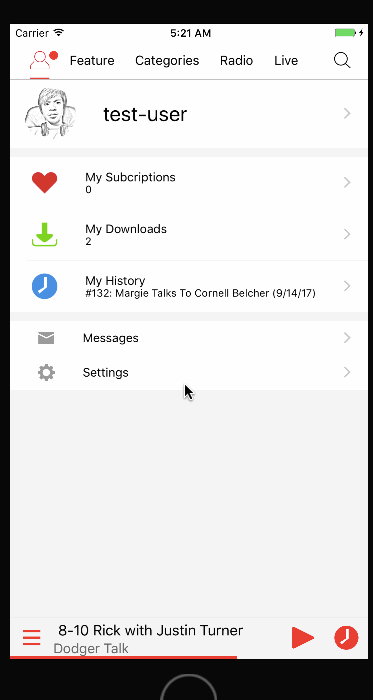 Carrier 5:21 AM
Feature Categories Radio Live
test-user
My Subcriptions
0
My Downloads
2
My History
#132: Margie Talks To Cornell Belcher (9/14/17)
Messages
Settings
8-10 Rick with Justin Turner
Dodger Talk